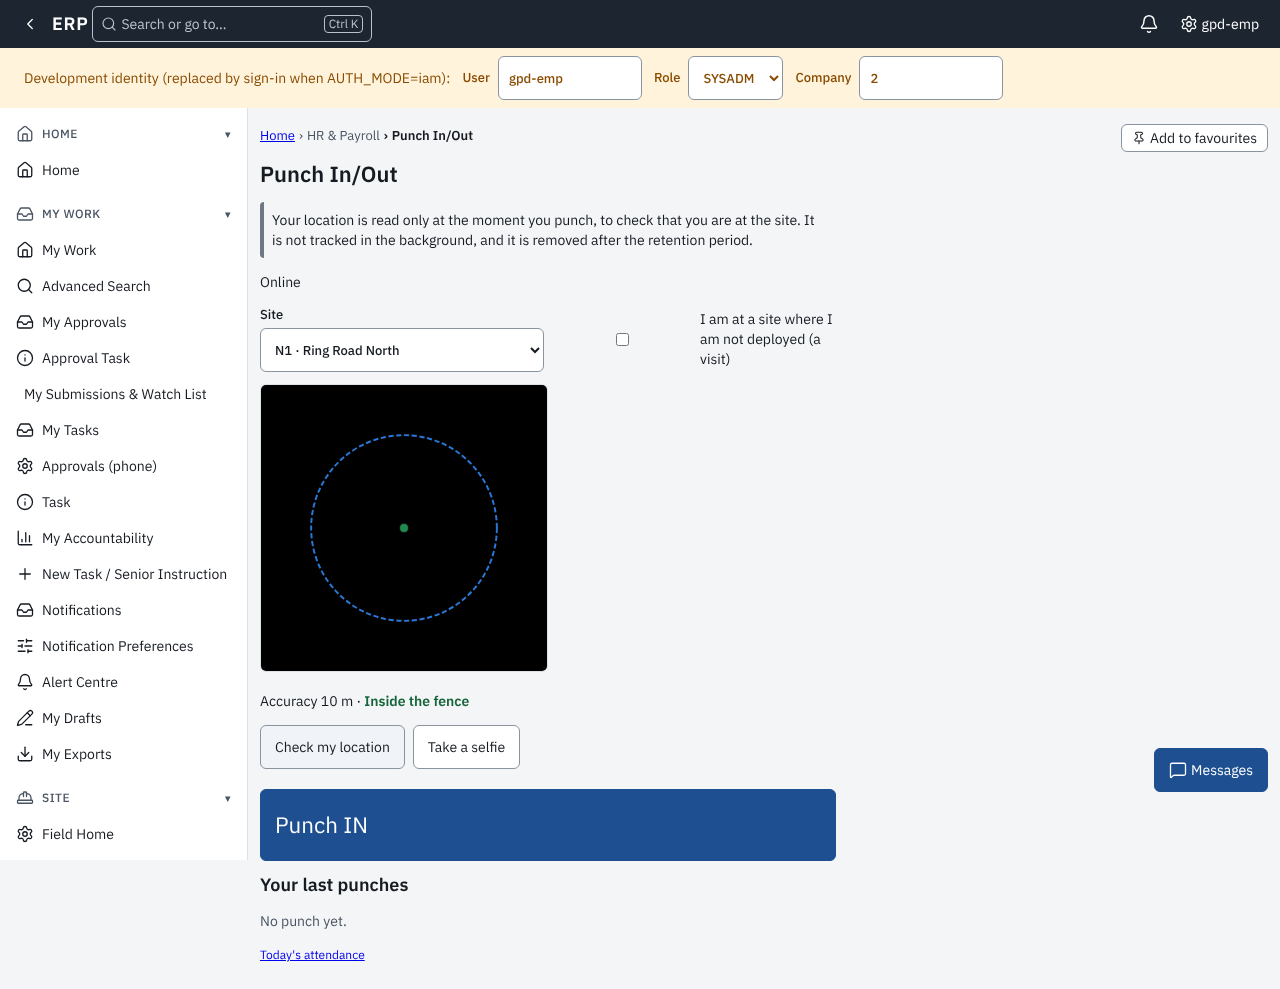 ERP
Search or go to...
Ctrl K
gpd-emp
Development identity (replaced by sign-in when AUTH_MODE=iam):
User
gpd-emp
Role
SYSADM
Company
2
HOME
Home
MY WORK
My Work
Advanced Search
My Approvals
Approval Task
My Submissions & Watch List
My Tasks
Approvals (phone)
Task
My Accountability
New Task / Senior Instruction
Notifications
Notification Preferences
Alert Centre
My Drafts
My Exports
SITE
Field Home
Home › HR & Payroll › Punch In/Out
Add to favourites
Punch In/Out
Your location is read only at the moment you punch, to check that you are at the site. It
is not tracked in the background, and it is removed after the retention period.
Online
Site
N1 · Ring Road North
I am at a site where I
am not deployed (a
visit)
Accuracy 10 m · Inside the fence
Check my location
Take a selfie
Messages
Punch IN
Your last punches
No punch yet.
Today's attendance